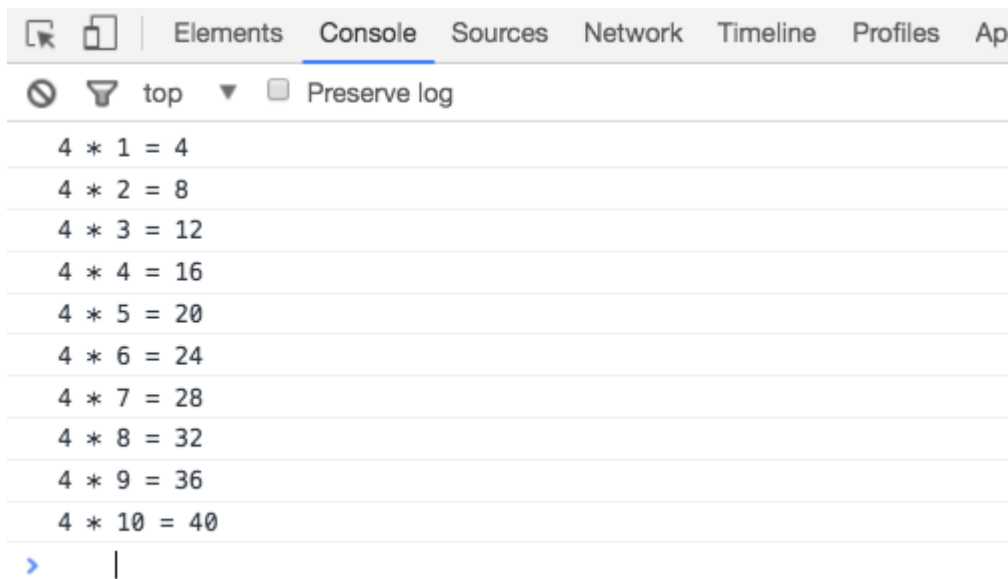 Elements Console Sources Network Timeline Profiles Ap
top Preserve log
4 * 1 = 4
4 * 2 = 8
4 * 3 = 12
4 * 4 = 16
4 * 5 = 20
4 * 6 = 24
4 * 7 = 28
4 * 8 = 32
4 * 9 = 36
4 * 10 = 40